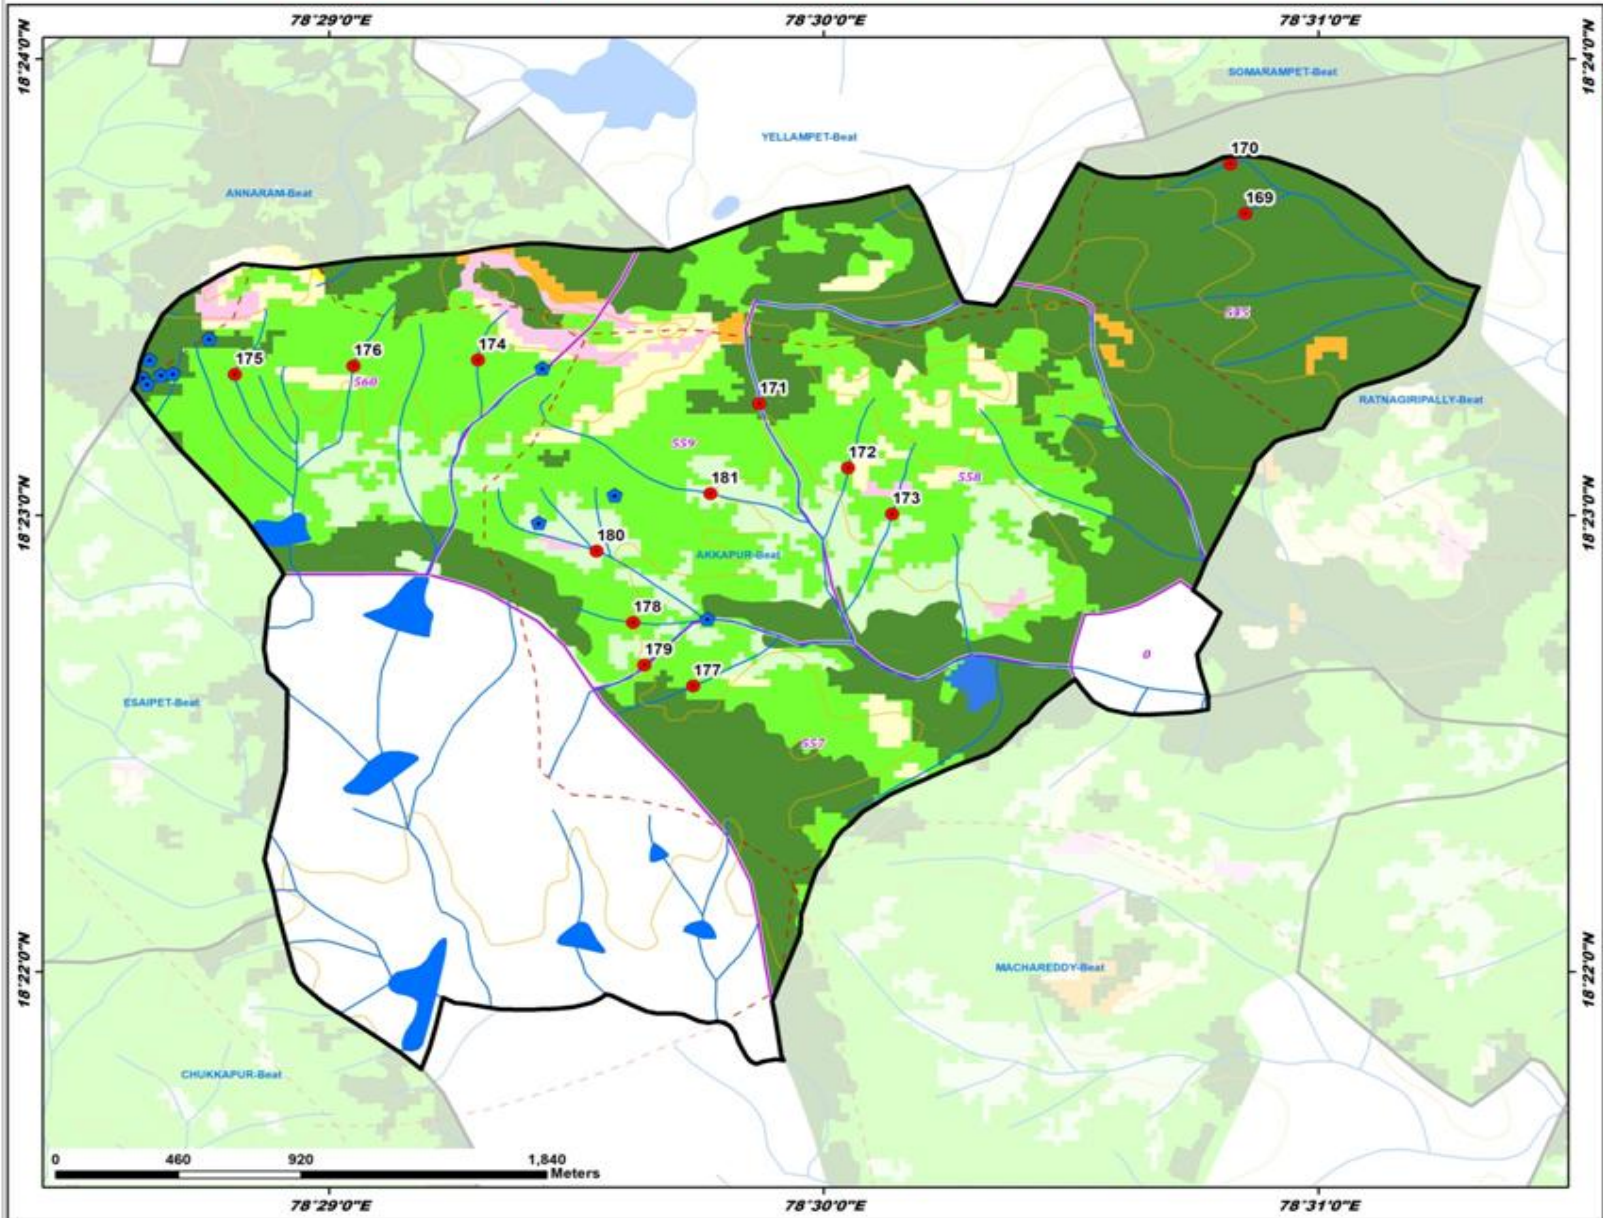 78°29'0"E 78°30'0"E 78°31'0"E
18°24'0"N 18°24'0"N
SOMARAMPET-Beat
YELLAMPET-Beat
170
ANNARAM-Beat
169
545
174
176
175
560
171
RATNAGIRIPALLY-Beat
559
172
558
181
173
18°23'0"N 18°23'0"N
180
AKKAPUR-Beat
178
179
0
177
ESAIPET-Beat
557
18°22'0"N 18°22'0"N
MACHAREDDY-Beat
CHUKKAPUR-Beat
0 460 920 1,840
Meters
78°29'0"E 78°30'0"E 78°31'0"E